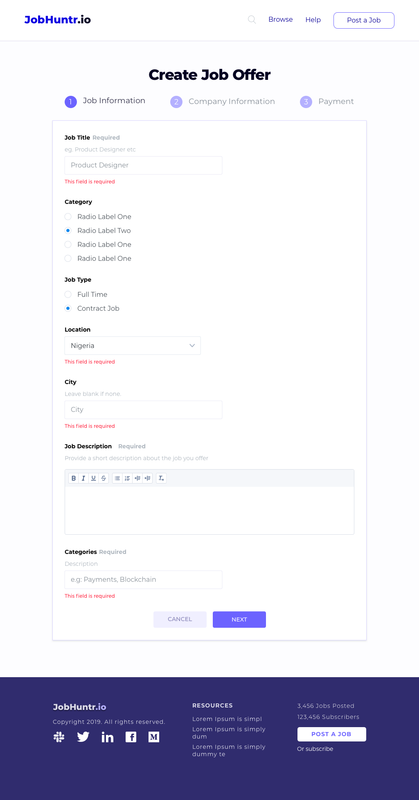 JobHuntr.io
Browse
Help
Post a Job
Create Job Offer
1 Job Information
2 Company Information
3 Payment
Job Title Required
eg. Product Designer etc
Product Designer
This field is required
Category
Radio Label One
Radio Label Two
Radio Label One
Radio Label One
Job Type
Full Time
Contract Job
Location
Nigeria
This field is required
City
Leave blank if none.
City
This field is required
Job Description Required
Provide a short description about the job you offer
B I U S
Categories Required
Description
e.g: Payments, Blockchain
This field is required
CANCEL
NEXT
JobHuntr.io
Copyright 2019. All rights reserved.
RESOURCES
Lorem Ipsum is simpl
Lorem Ipsum is simply
dum
Lorem Ipsum is simply
dummy te
3,456 Jobs Posted
123,456 Subscribers
POST A JOB
Or subscribe